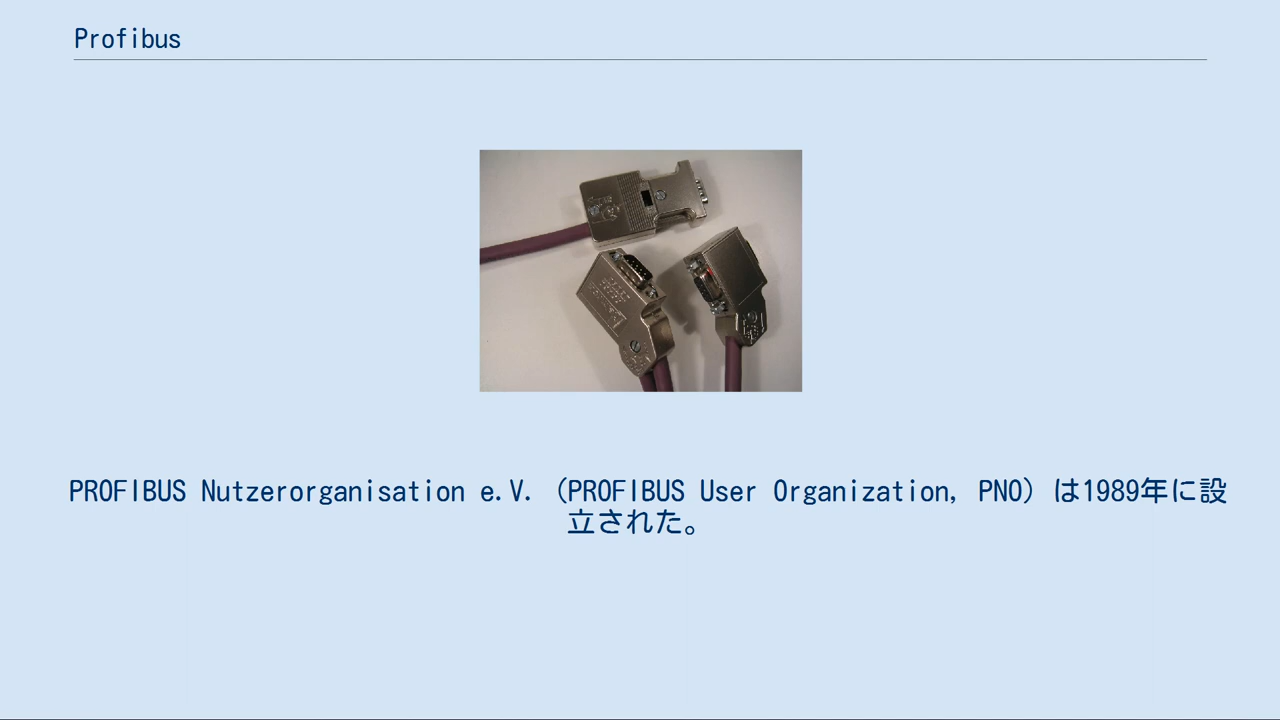 Profibus
PROFIBUS Nutzerorganisation e.V. (PROFIBUS User Organization, PNO) は1989年に設
立された。